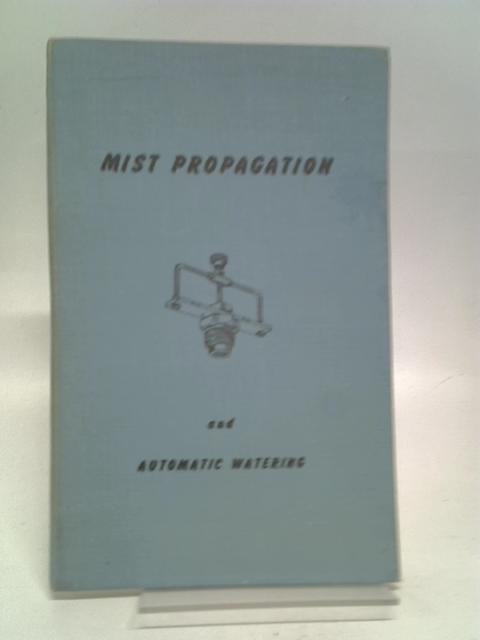 MIST PROPAGATION
and
AUTOMATIC WATERING